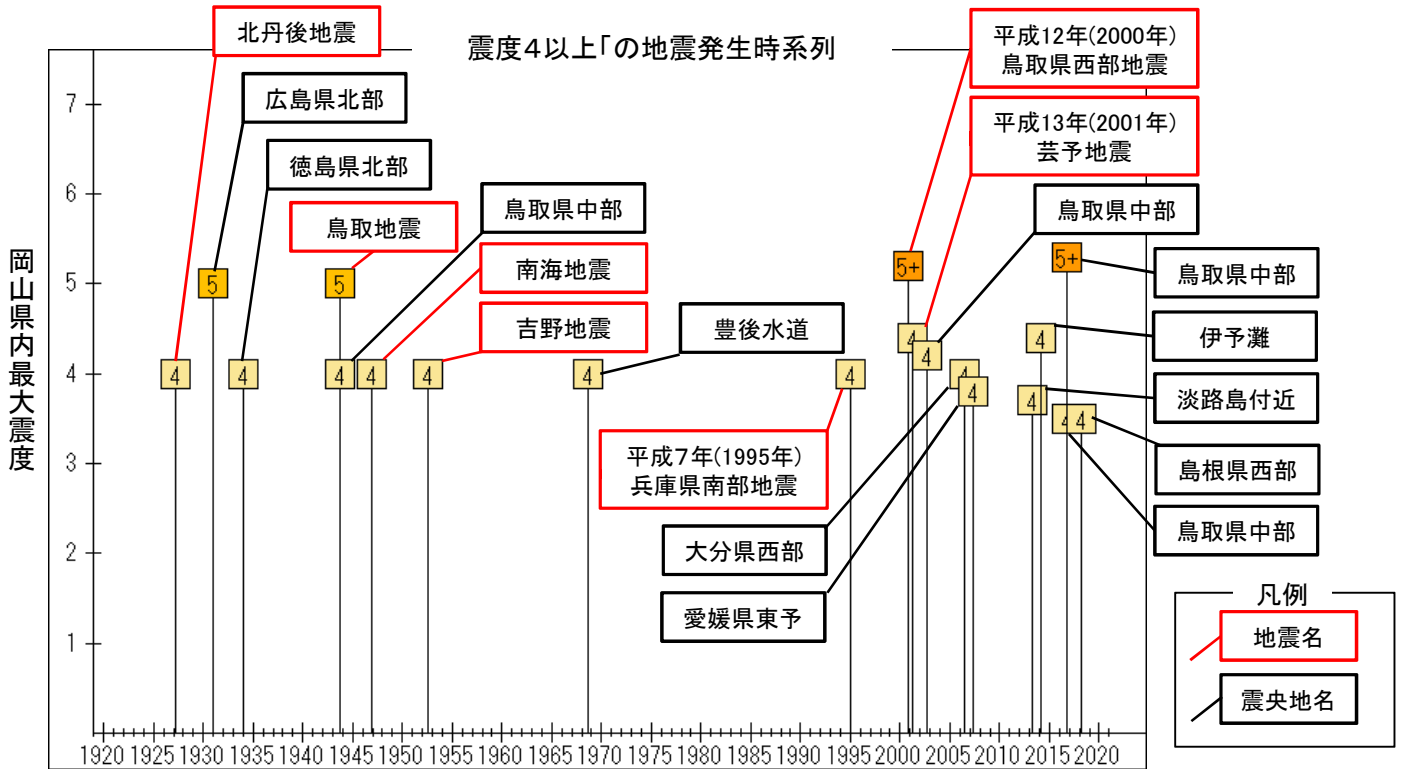 震度4以上「の地震発生時系列
北丹後地震
広島県北部
徳島県北部
鳥取地震
鳥取県中部
南海地震
吉野地震
豊後水道
平成7年(1995年)
兵庫県南部地震
大分県西部
愛媛県東予
平成12年(2000年)
鳥取県西部地震
平成13年(2001年)
芸予地震
鳥取県中部
鳥取県中部
伊予灘
淡路島付近
島根県西部
鳥取県中部
凡例
地震名
震央地名
岡山県内最大震度
7
6
5
4
3
2
1
4
5
4
5
4
4
4
4
4
5+
4
4
4
4
4
4
5+
4
4
1920 1925 1930 1935 1940 1945 1950 1955 1960 1965 1970 1975 1980 1985 1990 1995 2000 2005 2010 2015 2020